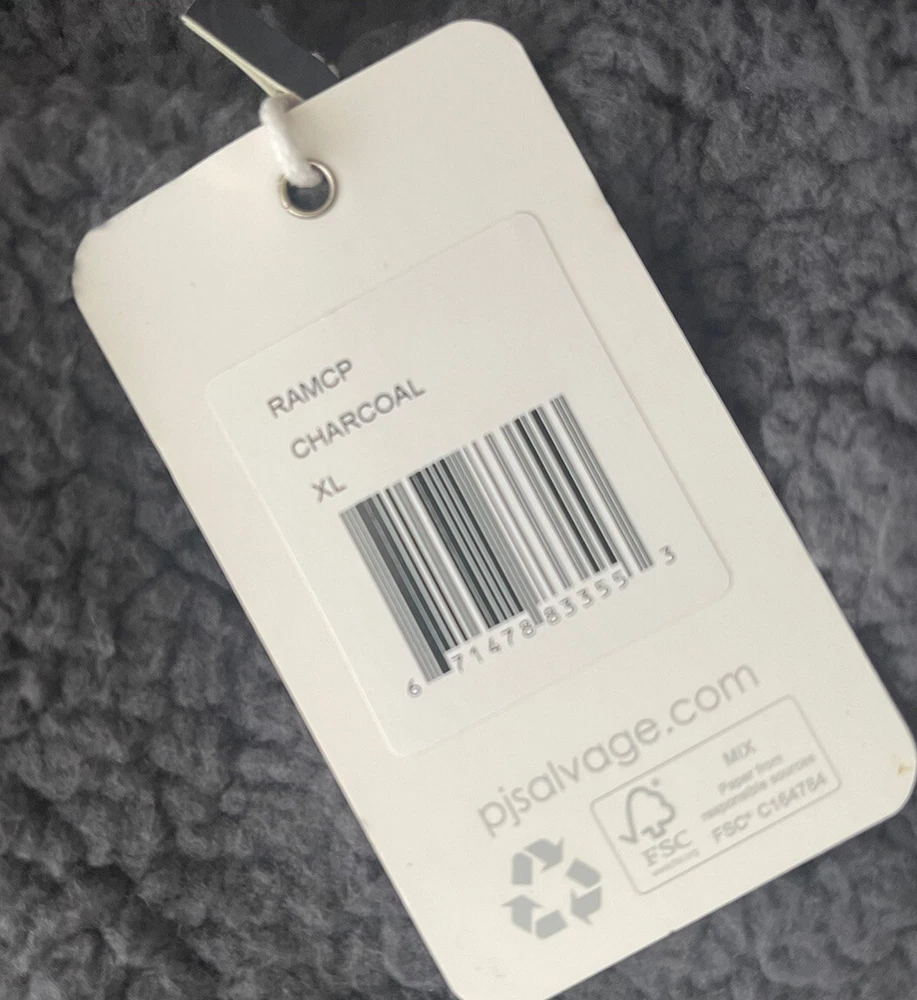 RAMCP
CHARCOAL
XL
6 71478 83355 3
pjsalvage.com
FSC
MIX
Paper from
responsible sources
FSC® C164784